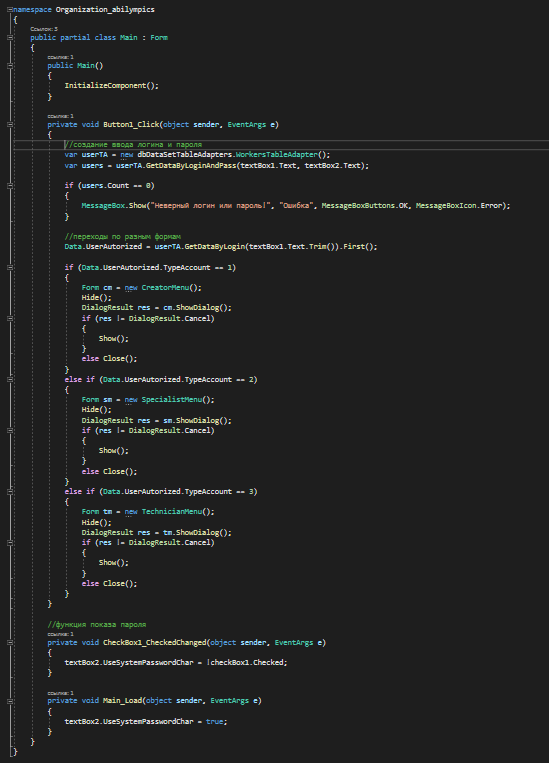 namespace Organization_abilympics
{
Ссылок: 3
public partial class Main : Form
{
ссылка: 1
public Main()
{
InitializeComponent();
}
ссылка: 1
private void Button1_Click(object sender, EventArgs e)
{
//создание ввода логина и пароля
var userTA = new dbDataSetTableAdapters.WorkersTableAdapter();
var users = userTA.GetDataByLoginAndPass(textBox1.Text, textBox2.Text);
if (users.Count == 0)
{
MessageBox.Show("Неверный логин или пароль!", "Ошибка", MessageBoxButtons.OK, MessageBoxIcon.Error);
}
//переходы по разным формам
Data.UserAutorized = userTA.GetDataByLogin(textBox1.Text.Trim()).First();
if (Data.UserAutorized.TypeAccount == 1)
{
Form cm = new CreatorMenu();
Hide();
DialogResult res = cm.ShowDialog();
if (res != DialogResult.Cancel)
{
Show();
}
else Close();
}
else if (Data.UserAutorized.TypeAccount == 2)
{
Form sm = new SpecialistMenu();
Hide();
DialogResult res = sm.ShowDialog();
if (res != DialogResult.Cancel)
{
Show();
}
else Close();
}
else if (Data.UserAutorized.TypeAccount == 3)
{
Form tm = new TechnicianMenu();
Hide();
DialogResult res = tm.ShowDialog();
if (res != DialogResult.Cancel)
{
Show();
}
else Close();
}
}
//функция показа пароля
ссылка: 1
private void CheckBox1_CheckedChanged(object sender, EventArgs e)
{
textBox2.UseSystemPasswordChar = !checkBox1.Checked;
}
ссылка: 1
private void Main_Load(object sender, EventArgs e)
{
textBox2.UseSystemPasswordChar = true;
}
}
}